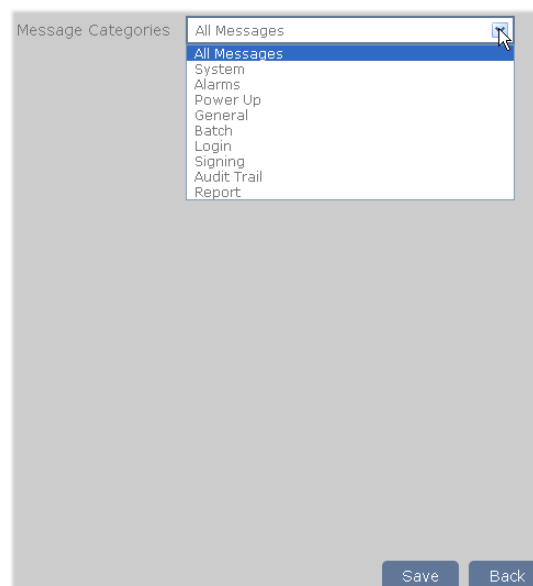 Message Categories All Messages
All Messages
System
Alarms
Power Up
General
Batch
Login
Signing
Audit Trail
Report
Save Back